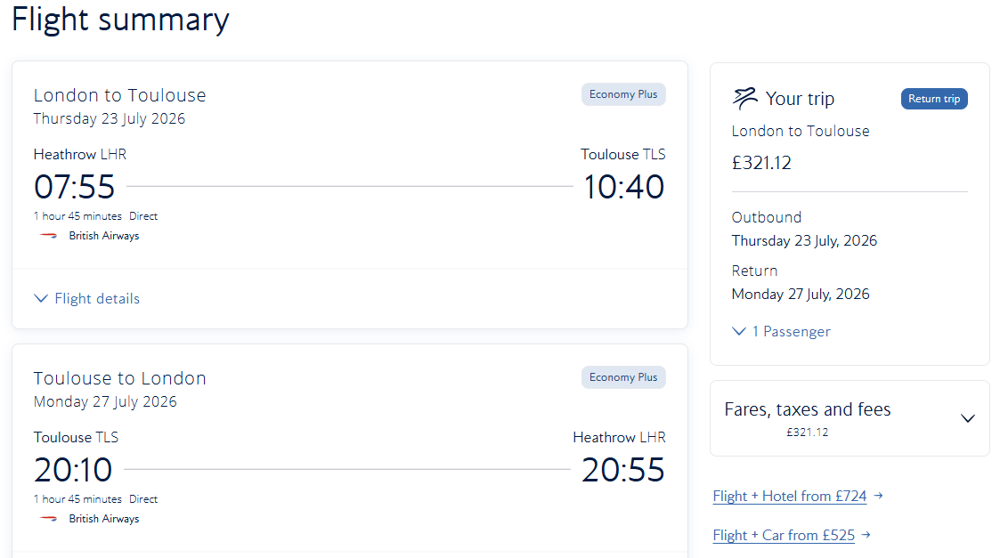 Flight summary
London to Toulouse
Economy Plus
Thursday 23 July 2026
Heathrow LHR
Toulouse TLS
07:55
10:40
1 hour 45 minutes Direct
British Airways
Flight details
Toulouse to London
Economy Plus
Monday 27 July 2026
Toulouse TLS
Heathrow LHR
20:10
20:55
1 hour 45 minutes Direct
British Airways
Your trip
Return trip
London to Toulouse
£321.12
Outbound
Thursday 23 July, 2026
Return
Monday 27 July, 2026
1 Passenger
Fares, taxes and fees
£321.12
Flight + Hotel from £724 →
Flight + Car from £525 →